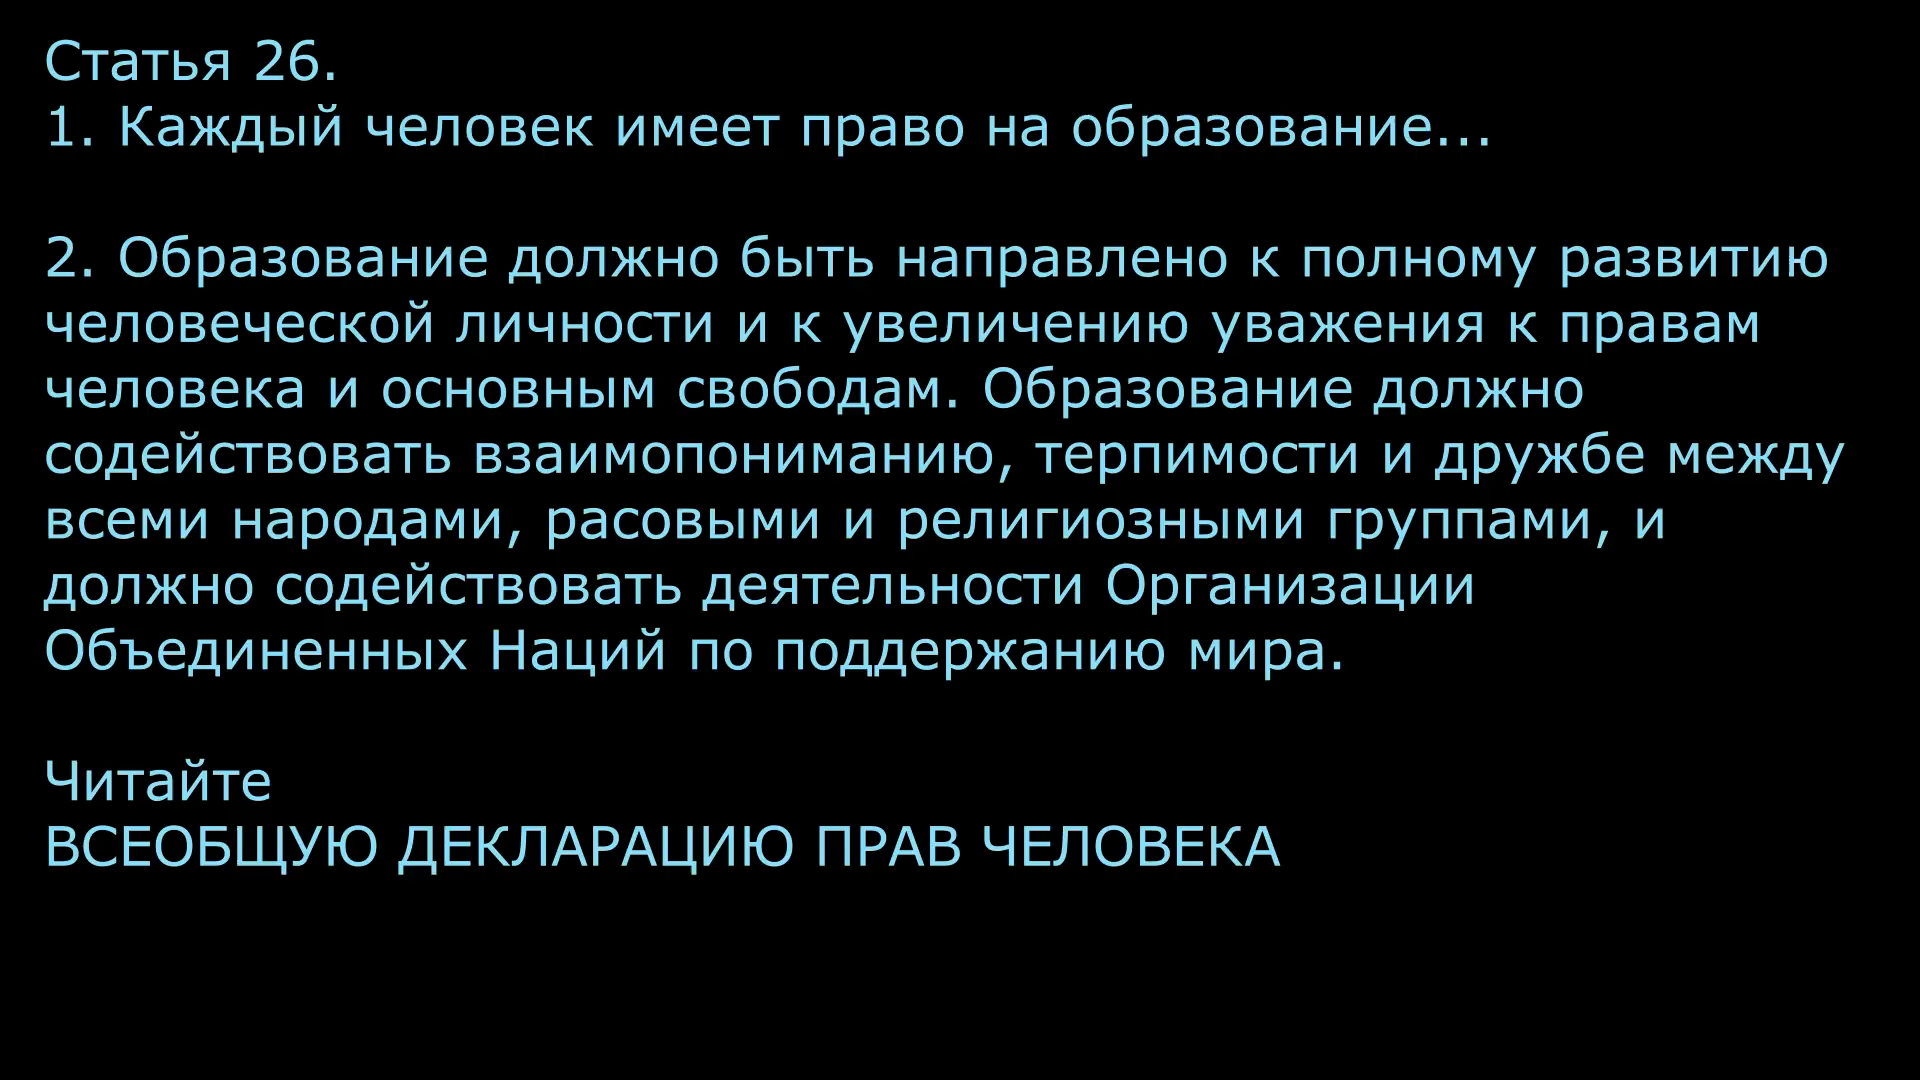 Статья 26.
1. Каждый человек имеет право на образование...
2. Образование должно быть направлено к полному развитию
человеческой личности и к увеличению уважения к правам
человека и основным свободам. Образование должно
содействовать взаимопониманию, терпимости и дружбе между
всеми народами, расовыми и религиозными группами, и
должно содействовать деятельности Организации
Объединенных Наций по поддержанию мира.
Читайте
ВСЕОБЩУЮ ДЕКЛАРАЦИЮ ПРАВ ЧЕЛОВЕКА